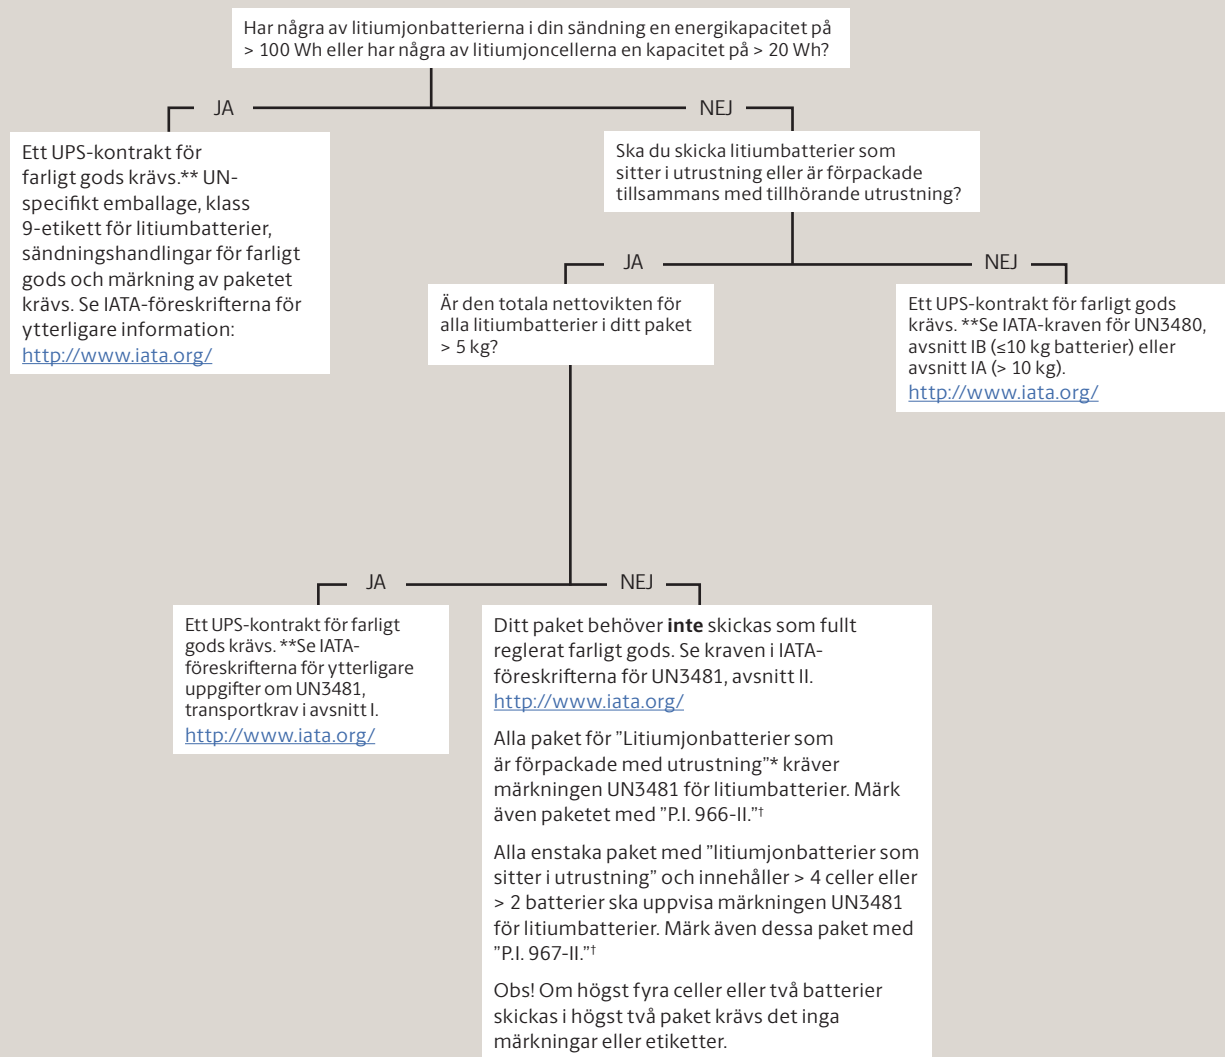 Har några av litiumjonbatterierna i din sändning en energikapacitet på
> 100 Wh eller har några av litiumjoncellerna en kapacitet på > 20 Wh?
JA
NEJ
Ett UPS-kontrakt för
farligt gods krävs.** UN-
specifikt emballage, klass
9-etikett för litiumbatterier,
sändningshandlingar för farligt
gods och märkning av paketet
krävs. Se IATA-föreskrifterna för
ytterligare information:
http://www.iata.org/
Ska du skicka litiumbatterier som
sitter i utrustning eller är förpackade
tillsammans med tillhörande utrustning?
JA
NEJ
Är den totala nettovikten för
alla litiumbatterier i ditt paket
> 5 kg?
Ett UPS-kontrakt för farligt gods
krävs. **Se IATA-kraven för UN3480,
avsnitt IB (≤10 kg batterier) eller
avsnitt IA (> 10 kg).
http://www.iata.org/
JA
NEJ
Ett UPS-kontrakt för farligt
gods krävs. **Se IATA-
föreskrifterna för ytterligare
uppgifter om UN3481,
transportkrav i avsnitt I.
http://www.iata.org/
Ditt paket behöver inte skickas som fullt
reglerat farligt gods. Se kraven i IATA-
föreskrifterna för UN3481, avsnitt II.
http://www.iata.org/
Alla paket för ”Litiumjonbatterier som
är förpackade med utrustning”* kräver
märkningen UN3481 för litiumbatterier. Märk
även paketet med ”P.I. 966-II.”†
Alla enstaka paket med ”litiumjonbatterier som
sitter i utrustning” och innehåller > 4 celler eller
> 2 batterier ska uppvisa märkningen UN3481
för litiumbatterier. Märk även dessa paket med
”P.I. 967-II.”†
Obs! Om högst fyra celler eller två batterier
skickas i högst två paket krävs det inga
märkningar eller etiketter.